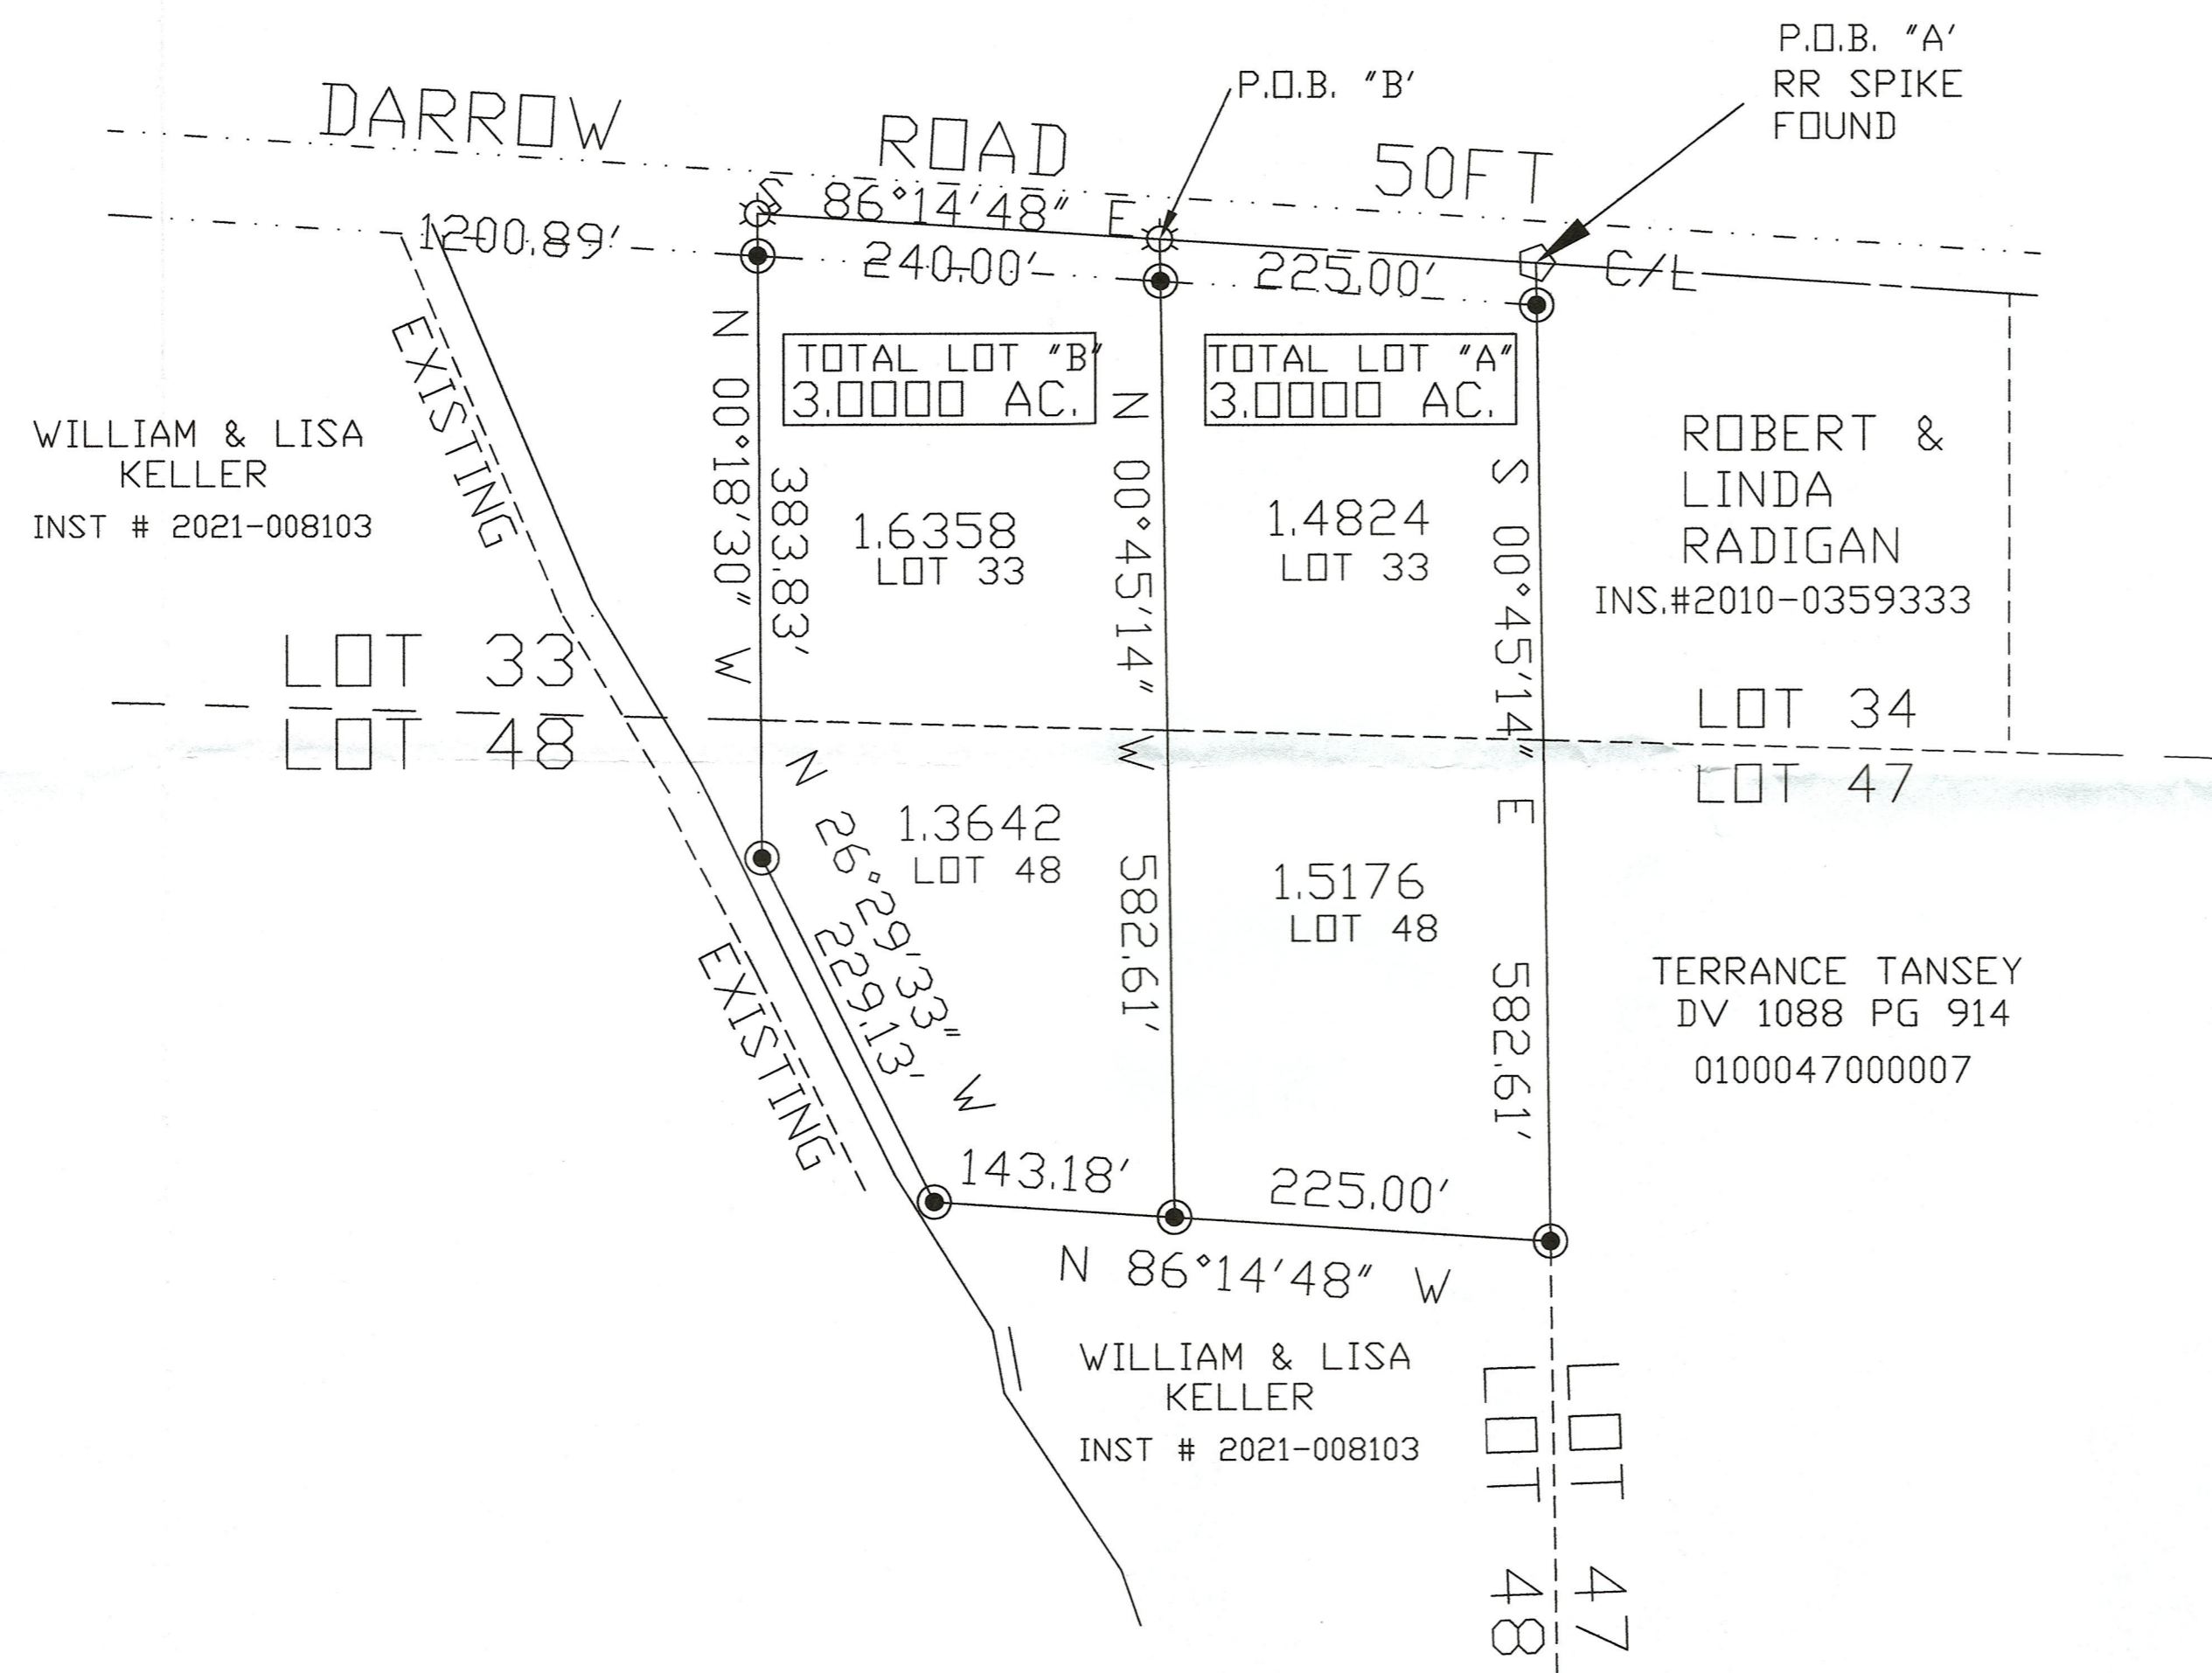 P.O.B. "A'
RR SPIKE
FOUND
P.O.B. "B'
DARROW ROAD 50FT
S 86°14'48" E
1200.89'
240.00'
225.00'
C/L
TOTAL LOT "B"
3.0000 AC.
TOTAL LOT "A"
3.0000 AC.
EXISTING
WILLIAM & LISA
KELLER
INST # 2021-008103
N 00°18'30" W
383.83'
1.6358
LOT 33
N 00°45'14" W
582.61'
1.4824
LOT 33
S 00°45'14" E
582.61'
ROBERT &
LINDA
RADIGAN
INS.#2010-0359333
LOT 33
LOT 48
LOT 34
LOT 47
N 26°29'33" W
229.13'
1.3642
LOT 48
1.5176
LOT 48
EXISTING
TERRANCE TANSEY
DV 1088 PG 914
0100047000007
143.18'
225.00'
N 86°14'48" W
WILLIAM & LISA
KELLER
INST # 2021-008103
LOT 47
LOT 48